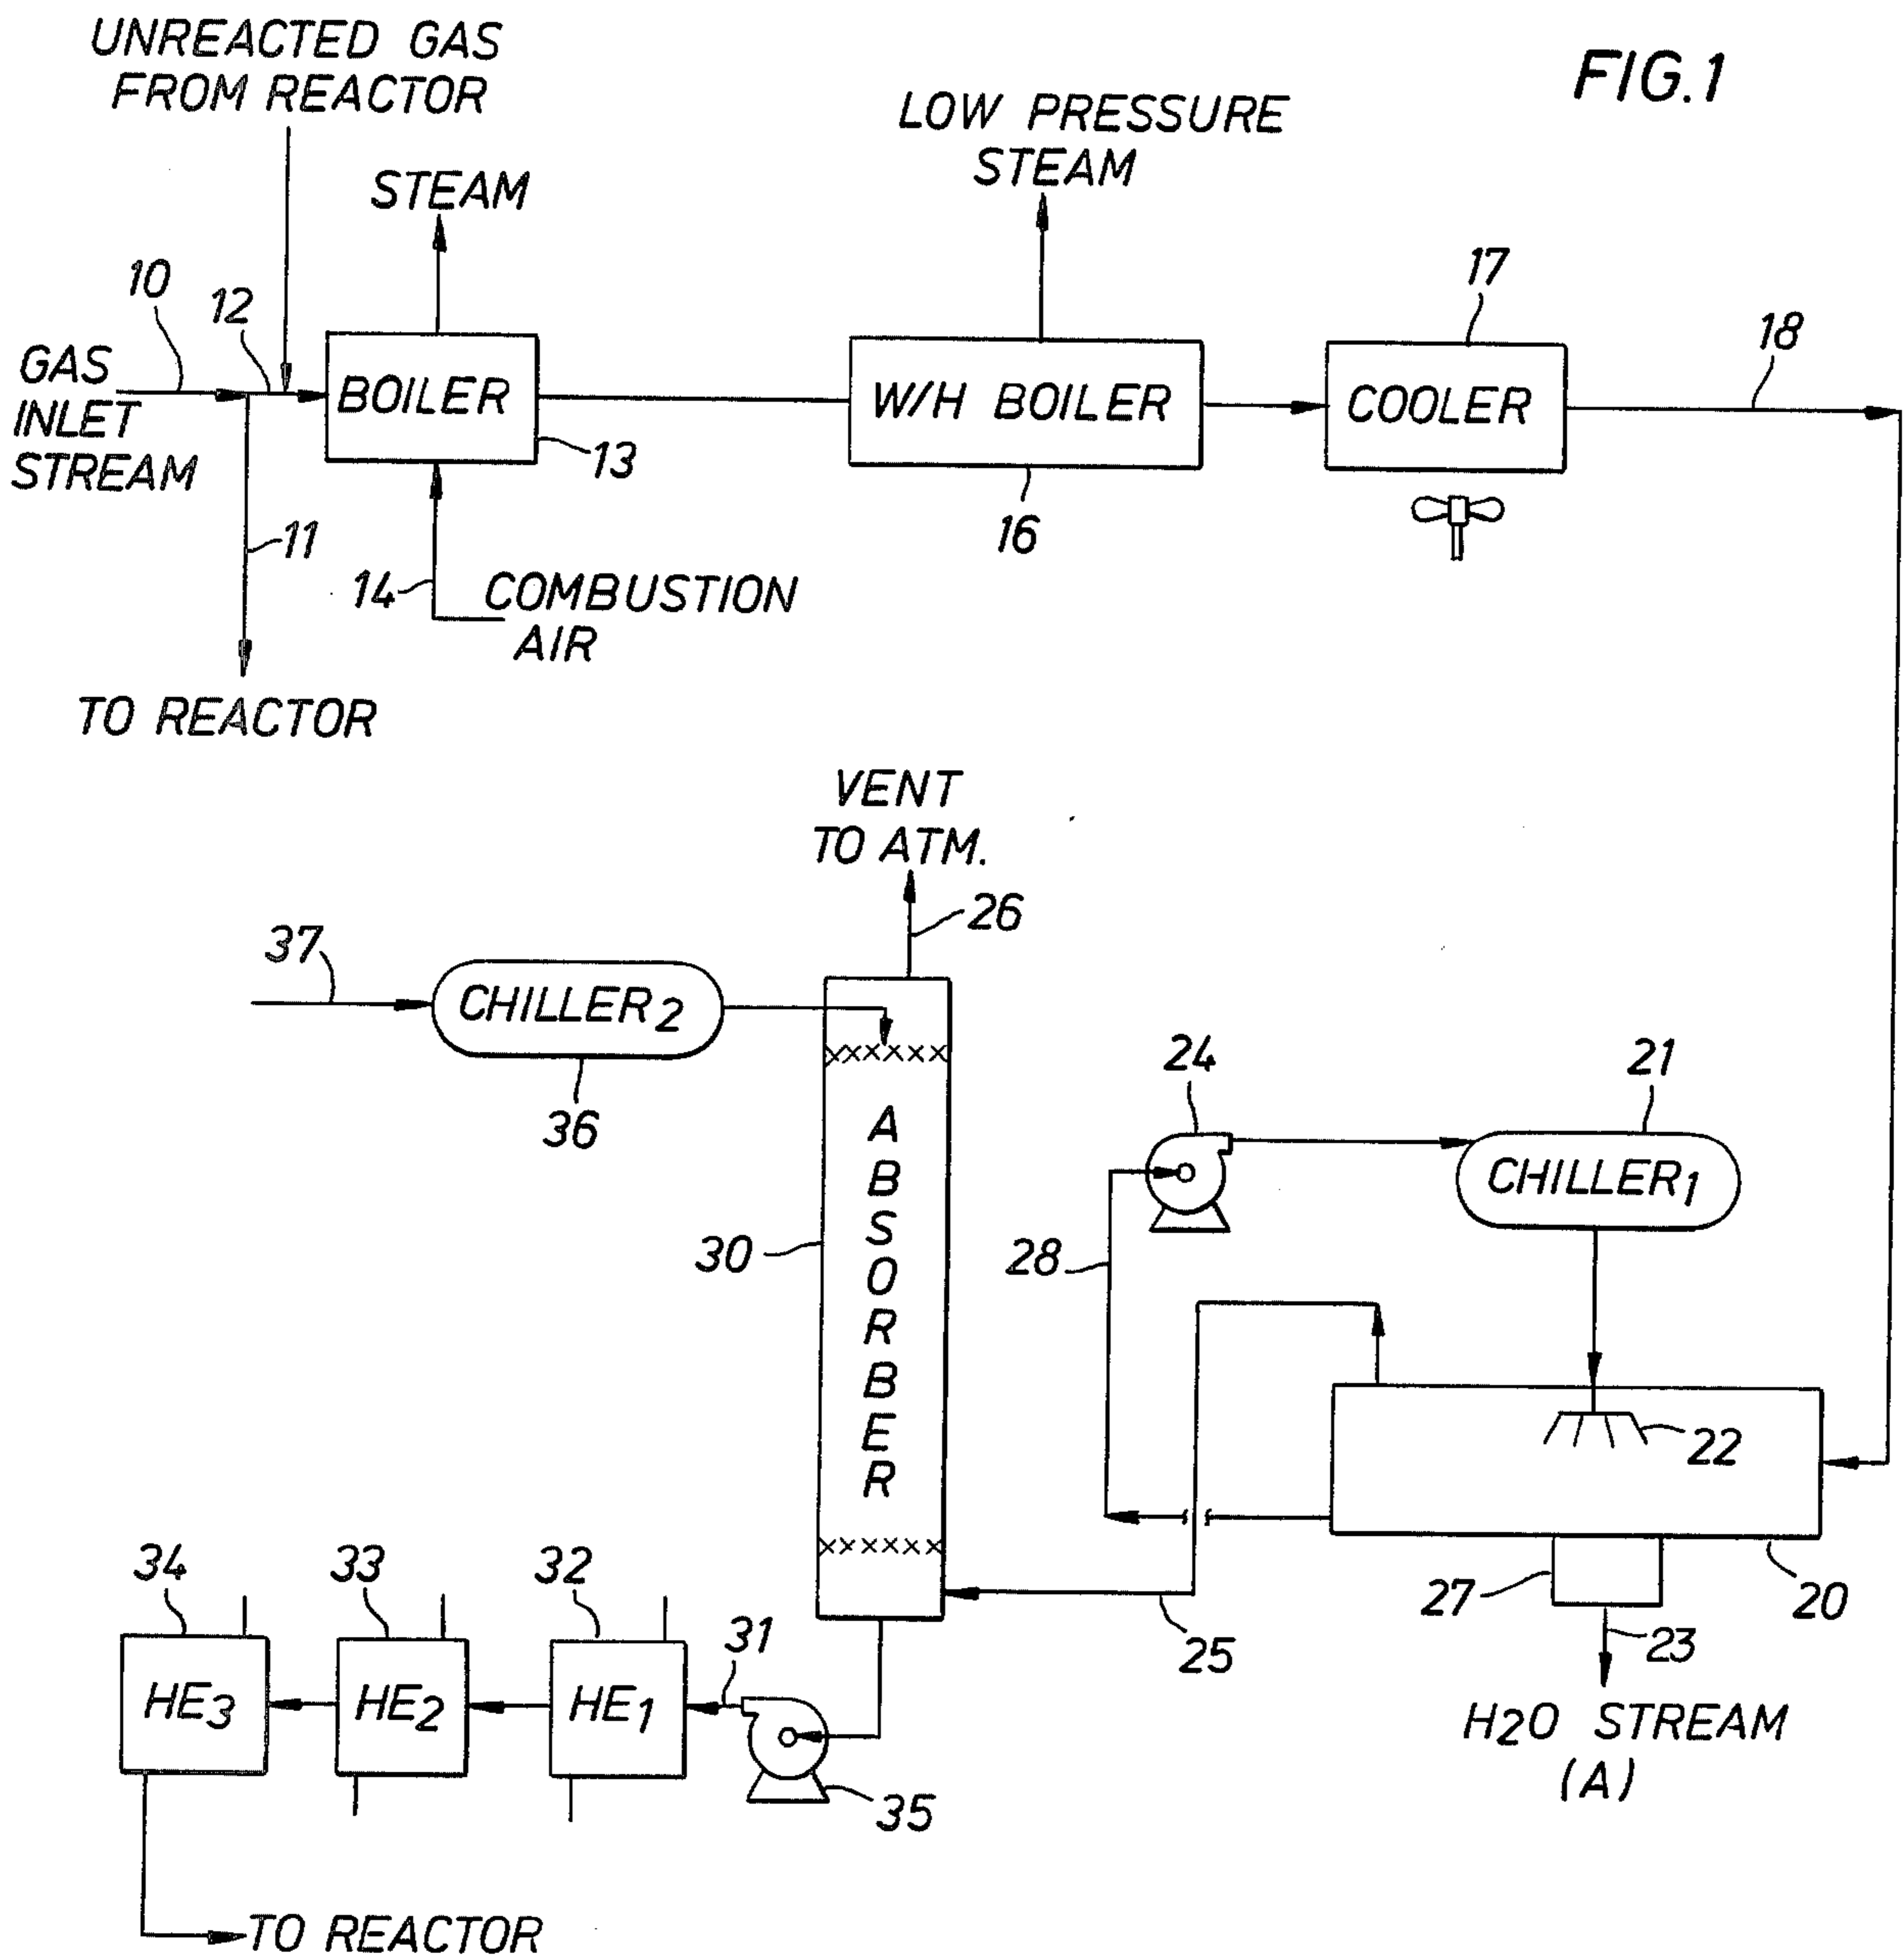 UNREACTED GAS
FROM REACTOR
FIG.1
LOW PRESSURE
STEAM
STEAM
10
12
17
18
GAS
INLET
STREAM
BOILER
W/H BOILER
COOLER
13
16
11
14
COMBUSTION
AIR
TO REACTOR
VENT
TO ATM.
26
37
CHILLER2
36
24
21
CHILLER1
ABSORBER
30
28
22
34
33
32
31
27
20
25
23
HE3
HE2
HE1
H2O STREAM
(A)
35
TO REACTOR